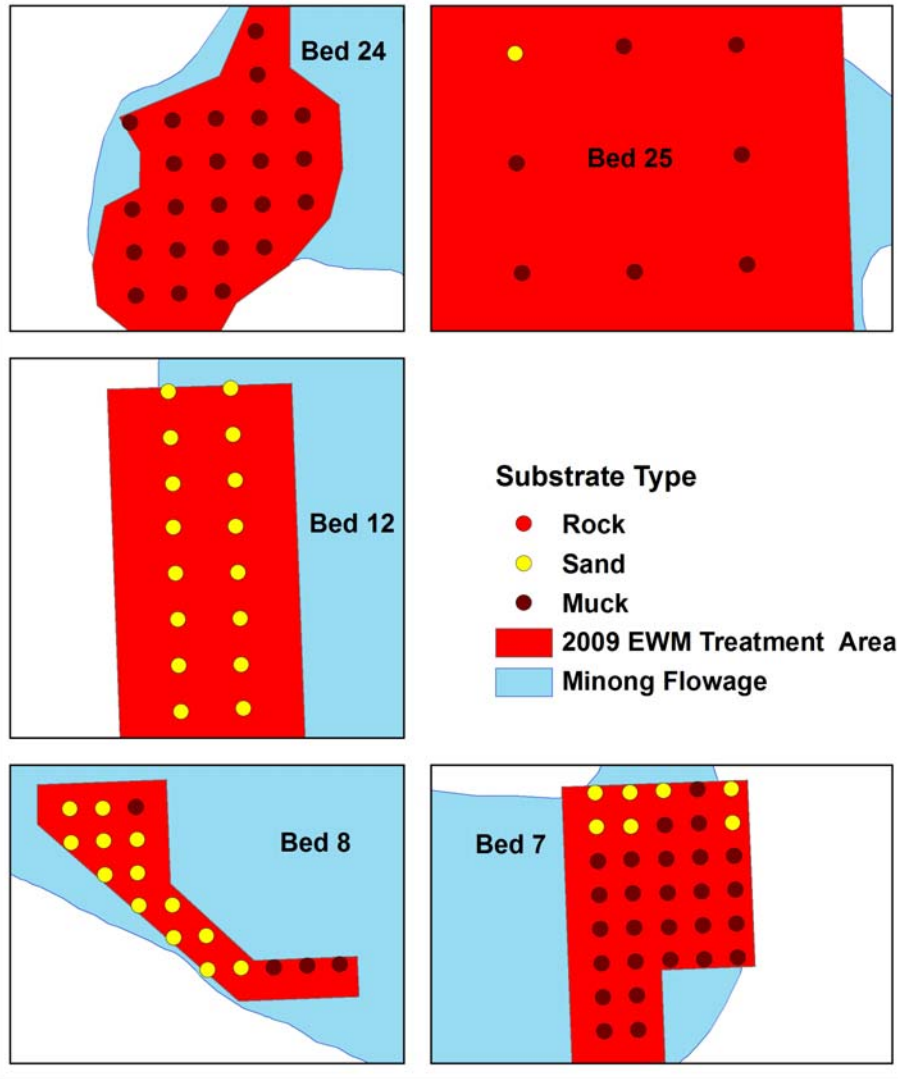 Bed 24
Bed 25
Bed 12
Substrate Type
Rock
Sand
Muck
2009 EWM Treatment Area
Minong Flowage
Bed 8
Bed 7